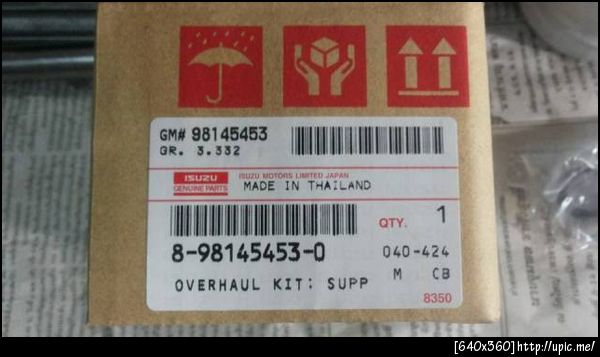 GM# 98145453
GR. 3.332
ISUZU
GENUINE PARTS
ISUZU MOTORS LIMITED JAPAN
MADE IN THAILAND
QTY. 1
8-98145453-0
040-424
M CB
OVERHAUL KIT: SUPP
8350
[640x360]http://upic.me/